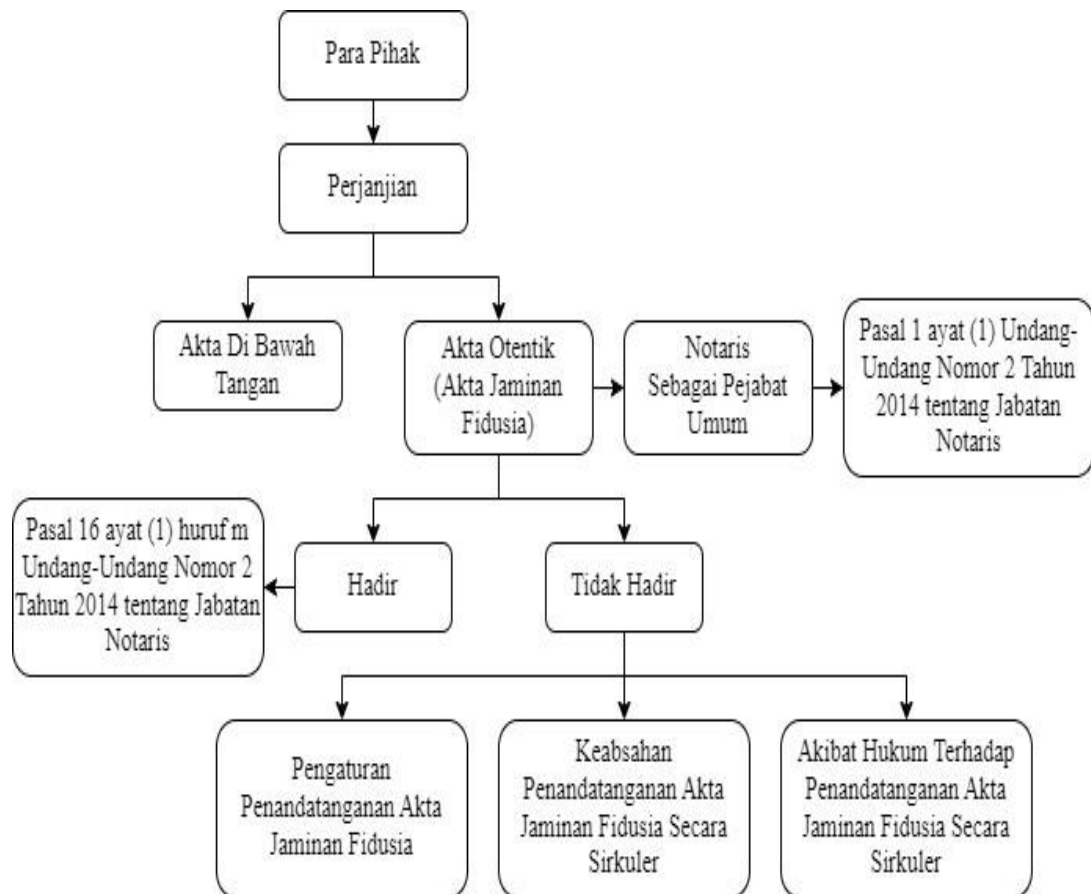 Para Pihak
Perjanjian
Akta Di Bawah
Tangan
Akta Otentik
(Akta Jaminan
Fidusia)
Notaris
Sebagai Pejabat
Umum
Pasal 1 ayat (1) Undang-
Undang Nomor 2 Tahun
2014 tentang Jabatan
Notaris
Pasal 16 ayat (1) huruf m
Undang-Undang Nomor 2
Tahun 2014 tentang Jabatan
Notaris
Hadir
Tidak Hadir
Pengaturan
Penandatanganan Akta
Jaminan Fidusia
Keabsahan
Penandatanganan Akta
Jaminan Fidusia Secara
Sirkuler
Akibat Hukum Terhadap
Penandatanganan Akta
Jaminan Fidusia Secara
Sirkuler